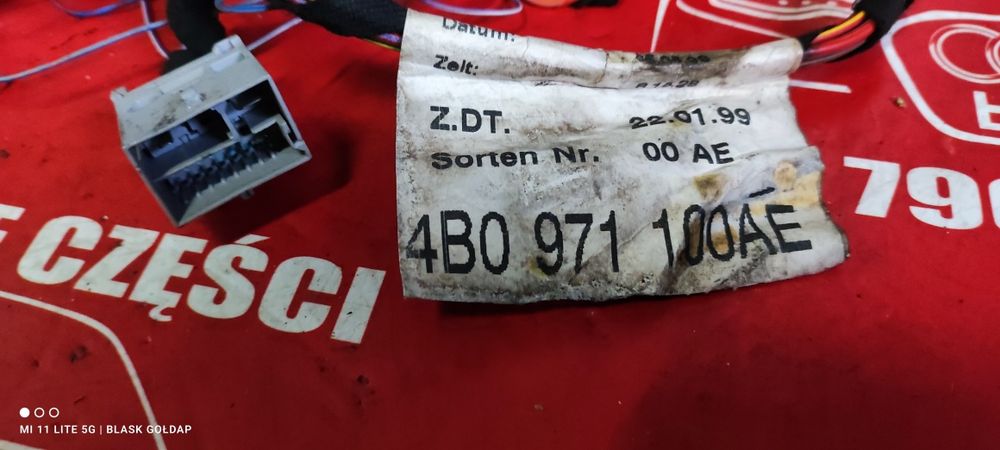 Datum:
Zeit:
Z.DT. 22.01.99
Sorten Nr. 00 AE
4B0 971 100AE
CZĘŚCI
790
MI 11 LITE 5G | BLASK GOŁDAP